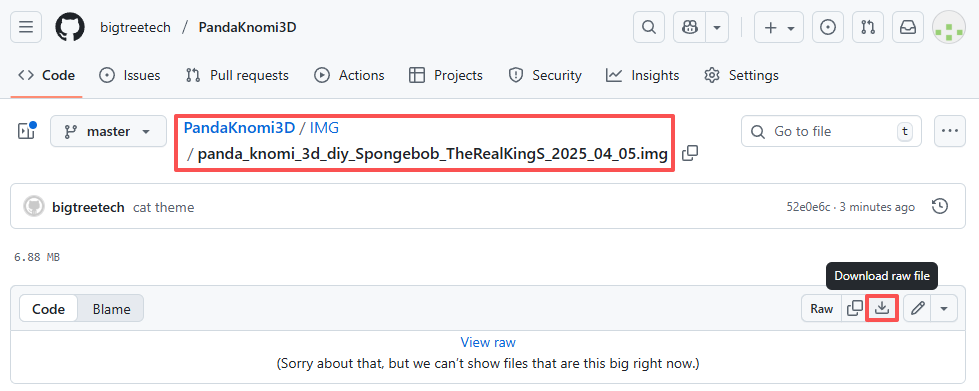 bigtreetech / PandaKnomi3D
Code Issues Pull requests Actions Projects Security Insights Settings
master
PandaKnomi3D / IMG
/ panda_knomi_3d_diy_Spongebob_TheRealKingS_2025_04_05.img
Go to file t
bigtreetech cat theme 52e0e6c · 3 minutes ago
6.88 MB
Download raw file
Code Blame Raw
View raw
(Sorry about that, but we can't show files that are this big right now.)